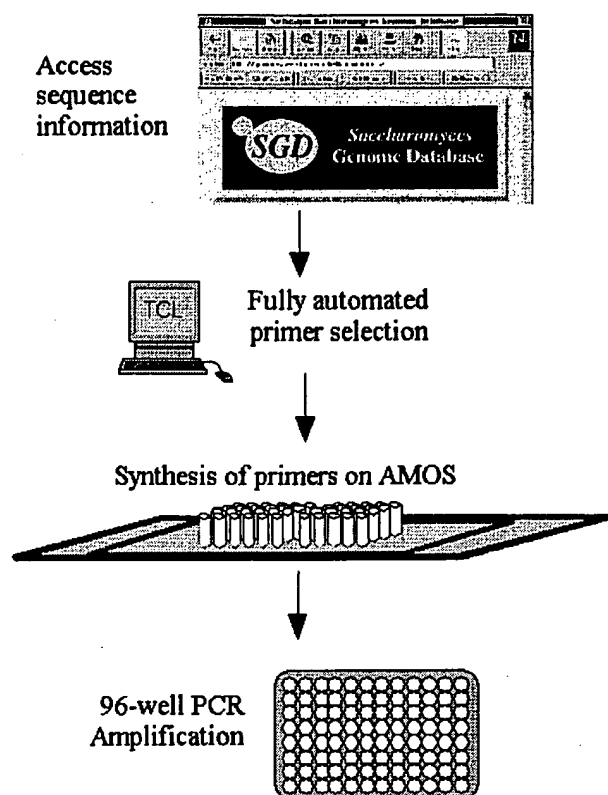 Access
sequence
information
SGD
Saccharomyces
Genome Database
TCL
Fully automated
primer selection
Synthesis of primers on AMOS
96-well PCR
Amplification